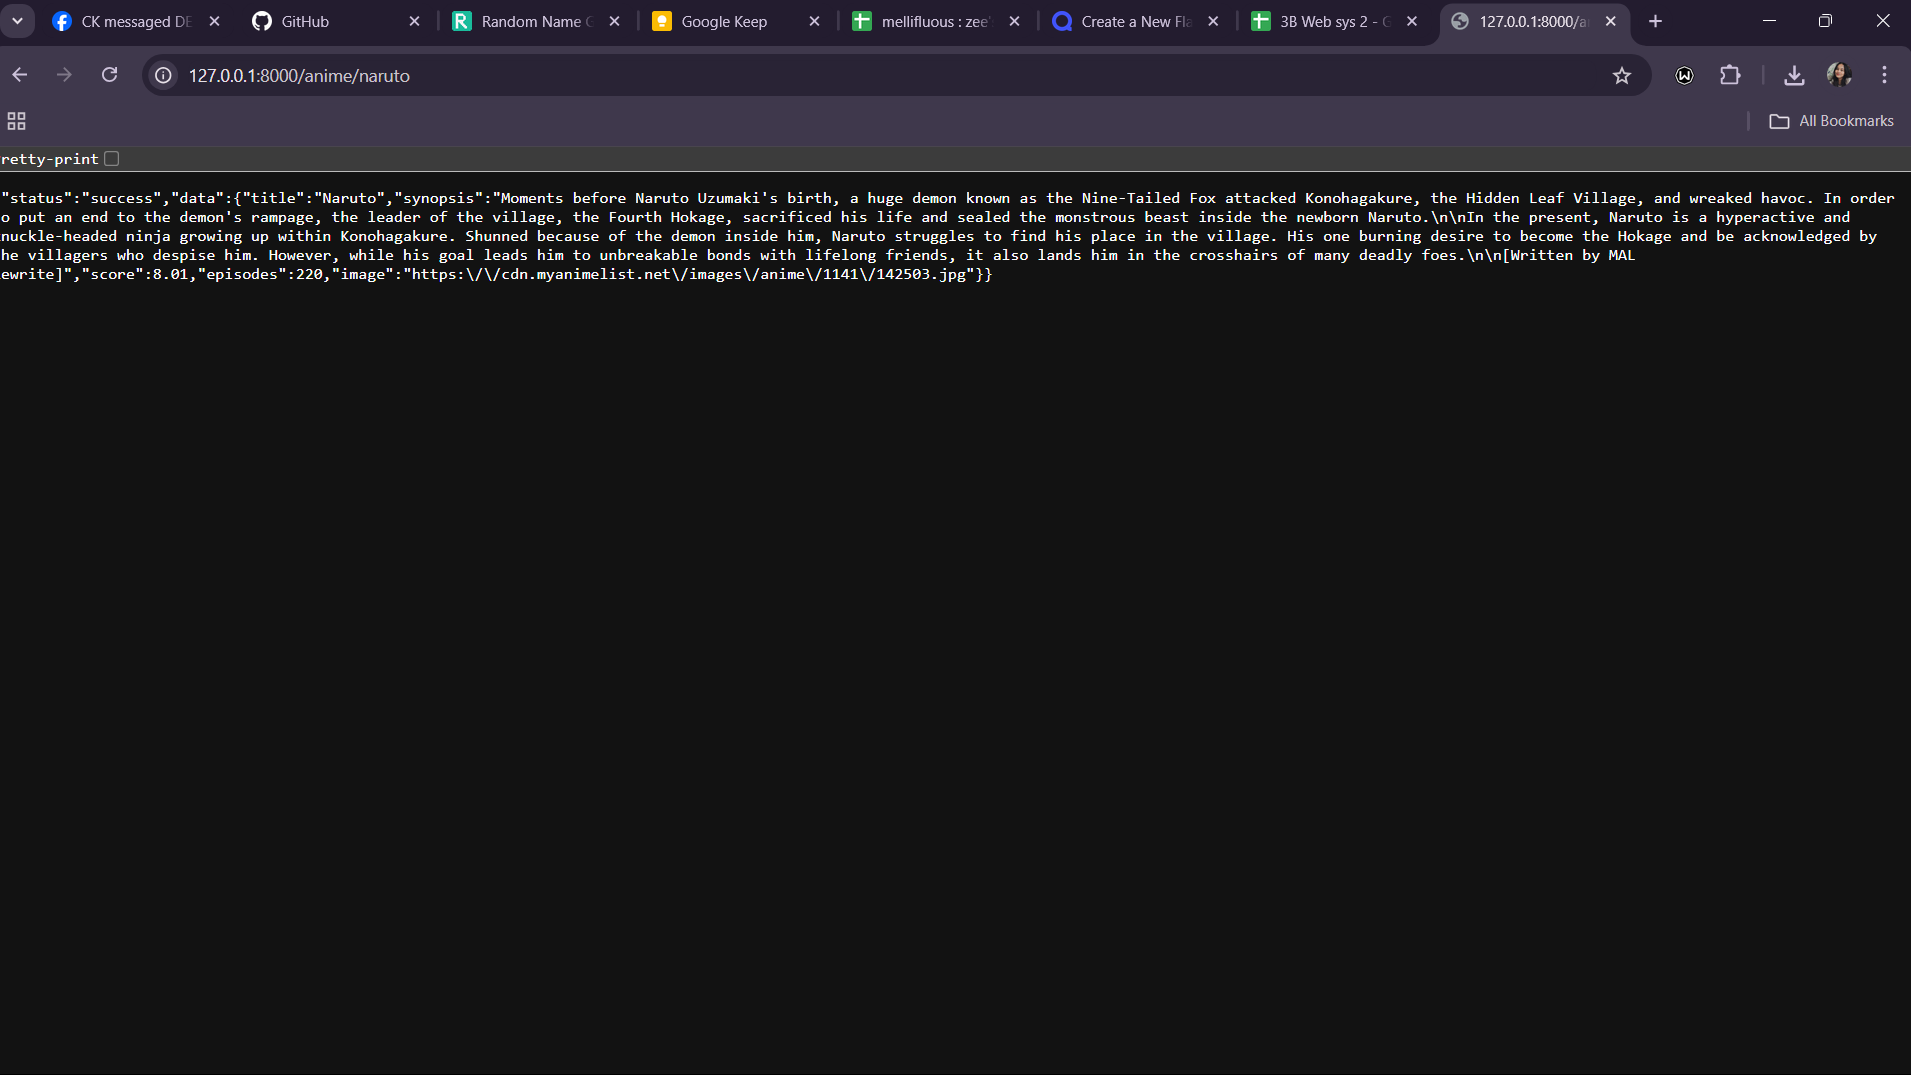 CK messaged DE
GitHub
Random Name G
Google Keep
mellifluous : zee'
Create a New Fla
3B Web sys 2 - G
127.0.0.1:8000/a
127.0.0.1:8000/anime/naruto
All Bookmarks
retty-print
"status":"success","data":{"title":"Naruto","synopsis":"Moments before Naruto Uzumaki's birth, a huge demon known as the Nine-Tailed Fox attacked Konohagakure, the Hidden Leaf Village, and wreaked havoc. In order
o put an end to the demon's rampage, the leader of the village, the Fourth Hokage, sacrificed his life and sealed the monstrous beast inside the newborn Naruto.\n\nIn the present, Naruto is a hyperactive and
nuckle-headed ninja growing up within Konohagakure. Shunned because of the demon inside him, Naruto struggles to find his place in the village. His one burning desire to become the Hokage and be acknowledged by
he villagers who despise him. However, while his goal leads him to unbreakable bonds with lifelong friends, it also lands him in the crosshairs of many deadly foes.\n\n[Written by MAL
ewrite]","score":8.01,"episodes":220,"image":"https:\/\/cdn.myanimelist.net\/images\/anime\/1141\/142503.jpg"}}